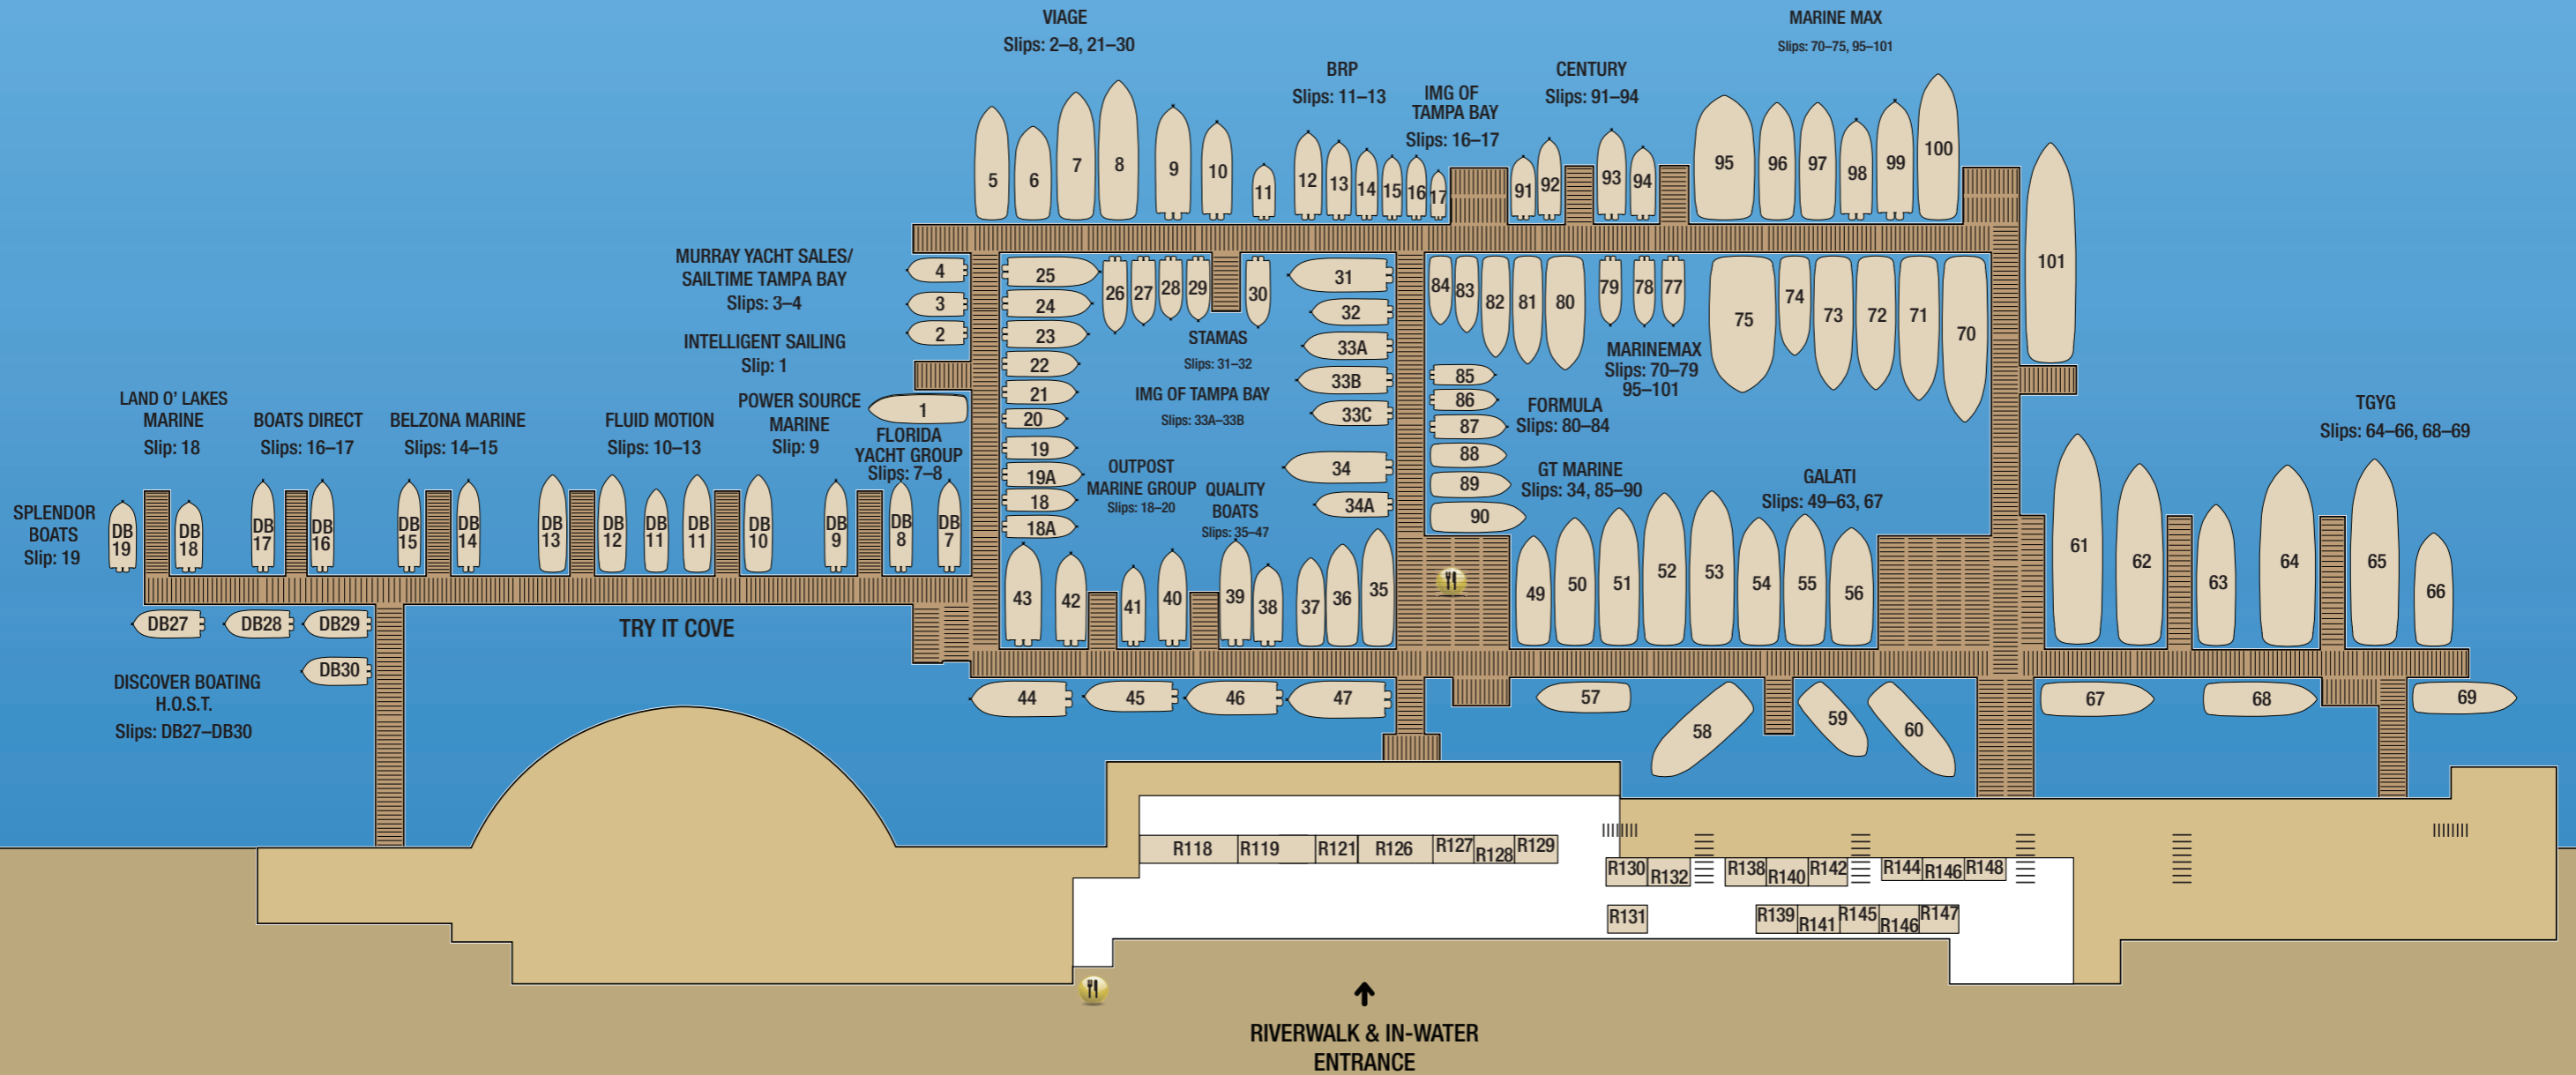 VIAGE
Slips: 2–8, 21–30
MARINE MAX
Slips: 70–75, 95–101
BRP
Slips: 11–13
IMG OF
TAMPA BAY
Slips: 16–17
CENTURY
Slips: 91–94
5
6
7
8
9
10
11
12
13
14
15
16
17
91
92
93
94
95
96
97
98
99
100
101
MURRAY YACHT SALES/
SAILTIME TAMPA BAY
Slips: 3–4
INTELLIGENT SAILING
Slip: 1
4
3
2
1
25
24
23
22
21
20
19
19A
18
18A
26
27
28
29
30
STAMAS
Slips: 31–32
IMG OF TAMPA BAY
Slips: 33A–33B
OUTPOST
MARINE GROUP
Slips: 18–20
QUALITY
BOATS
Slips: 35–47
31
32
33A
33B
33C
34
34A
84
83
82
81
80
79
78
77
75
74
73
72
71
70
MARINEMAX
Slips: 70–79
95–101
85
86
87
88
89
90
FORMULA
Slips: 80–84
GT MARINE
Slips: 34, 85–90
GALATI
Slips: 49–63, 67
TGYG
Slips: 64–66, 68–69
LAND O' LAKES
MARINE
Slip: 18
BOATS DIRECT
Slips: 16–17
BELZONA MARINE
Slips: 14–15
FLUID MOTION
Slips: 10–13
POWER SOURCE
MARINE
Slip: 9
FLORIDA
YACHT GROUP
Slips: 7–8
SPLENDOR
BOATS
Slip: 19
DB
19
DB
18
DB
17
DB
16
DB
15
DB
14
DB
13
DB
12
DB
11
DB
11
DB
10
DB
9
DB
8
DB
7
43
42
41
40
39
38
37
36
35
49
50
51
52
53
54
55
56
61
62
63
64
65
66
DB27
DB28
DB29
DB30
TRY IT COVE
DISCOVER BOATING
H.O.S.T.
Slips: DB27–DB30
44
45
46
47
57
58
59
60
67
68
69
R118
R119
R121
R126
R127
R128
R129
R130
R132
R138
R140
R142
R144
R146
R148
R131
R139
R141
R145
R146
R147
RIVERWALK & IN-WATER
ENTRANCE